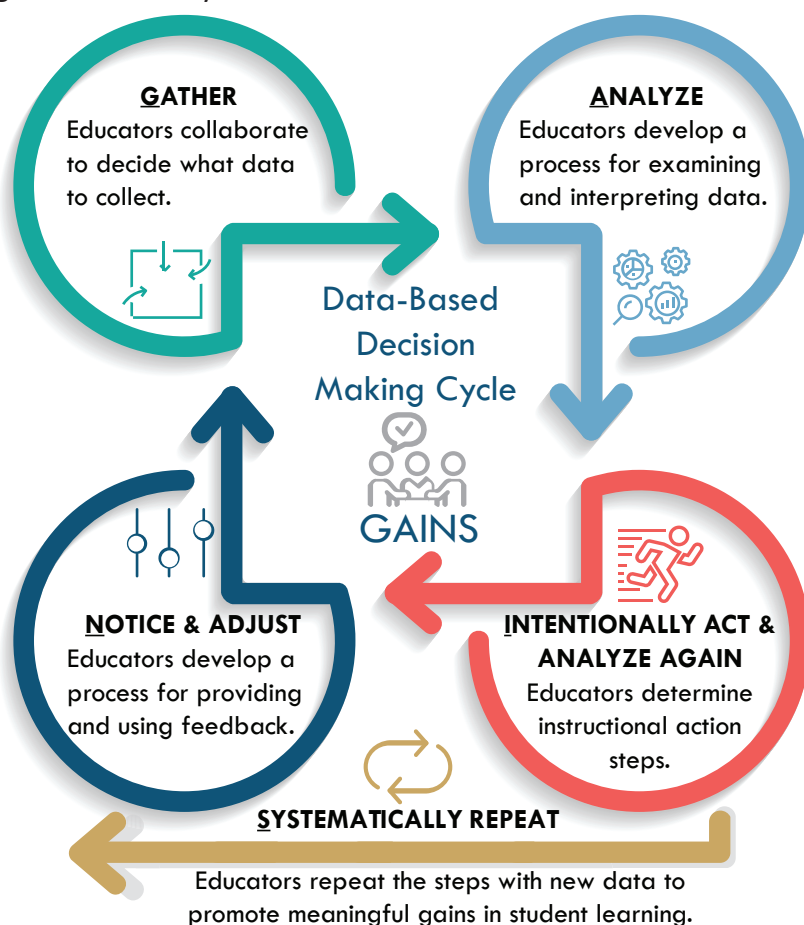 GATHER
Educators collaborate
to decide what data
to collect.
ANALYZE
Educators develop a
process for examining
and interpreting data.
Data-Based
Decision
Making Cycle
GAINS
INTENTIONALLY ACT &
ANALYZE AGAIN
Educators determine
instructional action
steps.
NOTICE & ADJUST
Educators develop a
process for providing
and using feedback.
SYSTEMATICALLY REPEAT
Educators repeat the steps with new data to
promote meaningful gains in student learning.